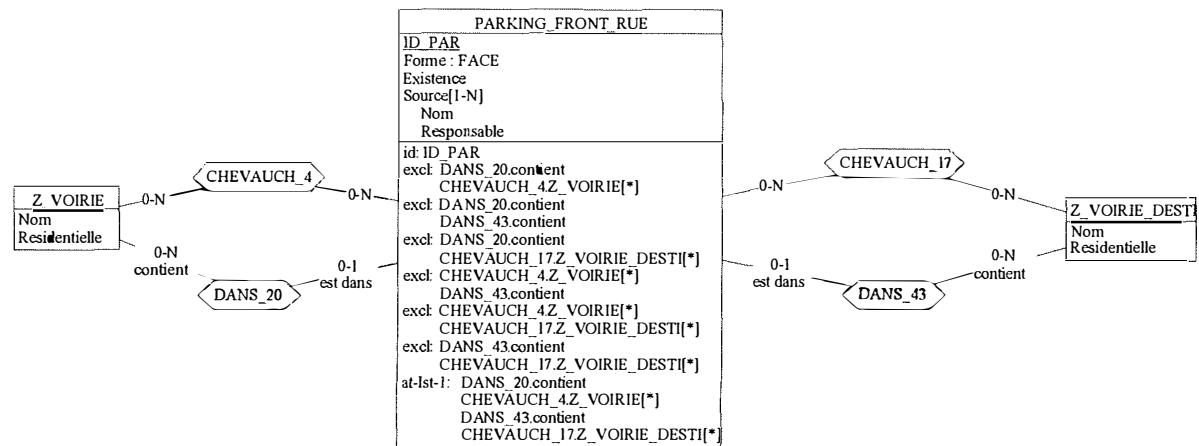 PARKING_FRONT_RUE
ID_PAR
Forme : FACE
Existence
Source[1-N]
Nom
Responsable
id: ID_PAR
excl: DANS_20.contient
CHEVAUCH_4.Z_VOIRIE[*]
excl: DANS_20.contient
DANS_43.contient
excl: DANS_20.contient
CHEVAUCH_17.Z_VOIRIE_DESTI[*]
excl: CHEVAUCH_4.Z_VOIRIE[*]
DANS_43.contient
excl: CHEVAUCH_4.Z_VOIRIE[*]
CHEVAUCH_17.Z_VOIRIE_DESTI[*]
excl: DANS_43.contient
CHEVAUCH_17.Z_VOIRIE_DESTI[*]
at-lst-1: DANS_20.contient
CHEVAUCH_4.Z_VOIRIE[*]
DANS_43.contient
CHEVAUCH_17.Z_VOIRIE_DESTI[*]
Z_VOIRIE
Nom
Residentielle
0-N
CHEVAUCH_4
0-N
0-N
contient
DANS_20
0-1
est dans
0-N
CHEVAUCH_17
0-N
0-1
est dans
DANS_43
0-N
contient
Z_VOIRIE_DESTI
Nom
Residentielle